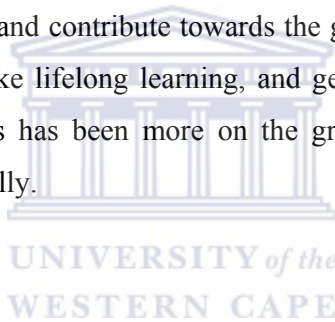 and contribute towards the g
ke lifelong learning, and ge
s has been more on the gr
lly.
UNIVERSITY of the
WESTERN CAPE